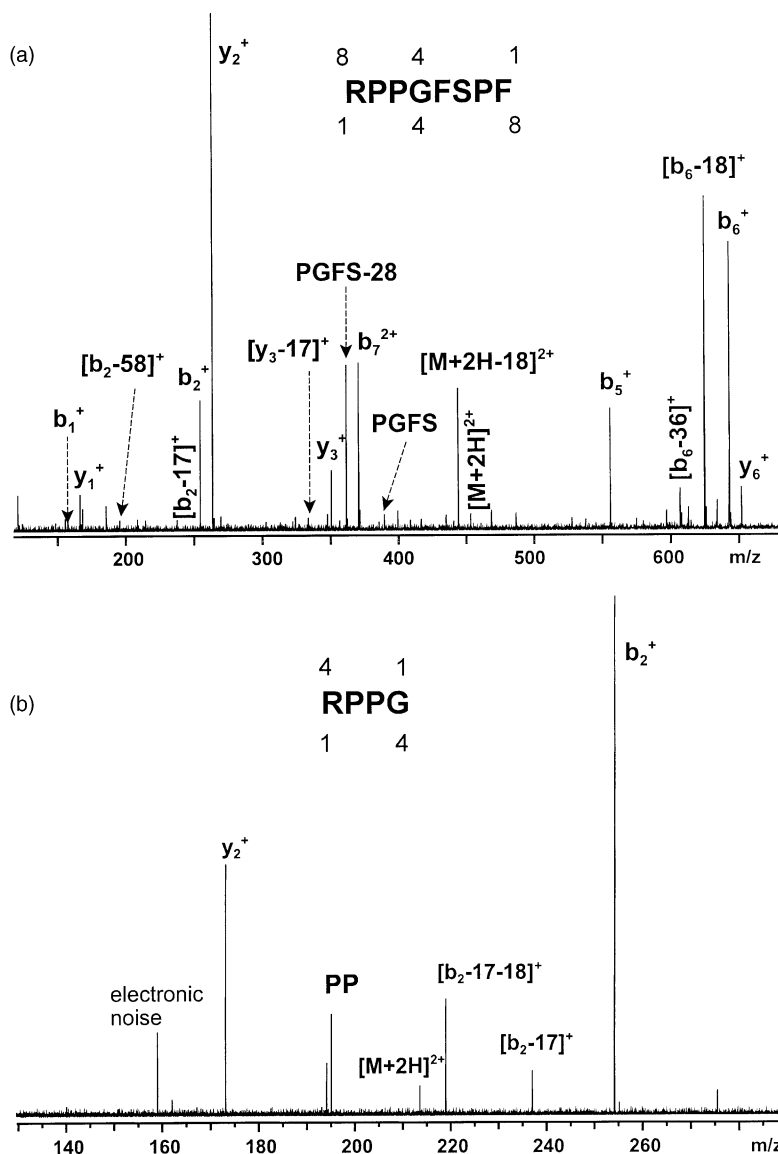 (a)
y₂⁺
8 4 1
RPPGFSPF
1 4 8
[b₆-18]⁺
b₆⁺
PGFS-28
[y₃-17]⁺
b₇²⁺
[M+2H-18]²⁺
[b₂-58]⁺
b₂⁺
b₅⁺
b₁⁺
PGFS
y₁⁺
[b₂-17]⁺
y₃⁺
[M+2H]²⁺
[b₆-36]⁺
y₆⁺
200 300 400 500 600 m/z
(b)
4 1
RPPG
1 4
b₂⁺
y₂⁺
electronic
noise
PP
[b₂-17-18]⁺
[M+2H]²⁺
[b₂-17]⁺
140 160 180 200 220 240 260 m/z